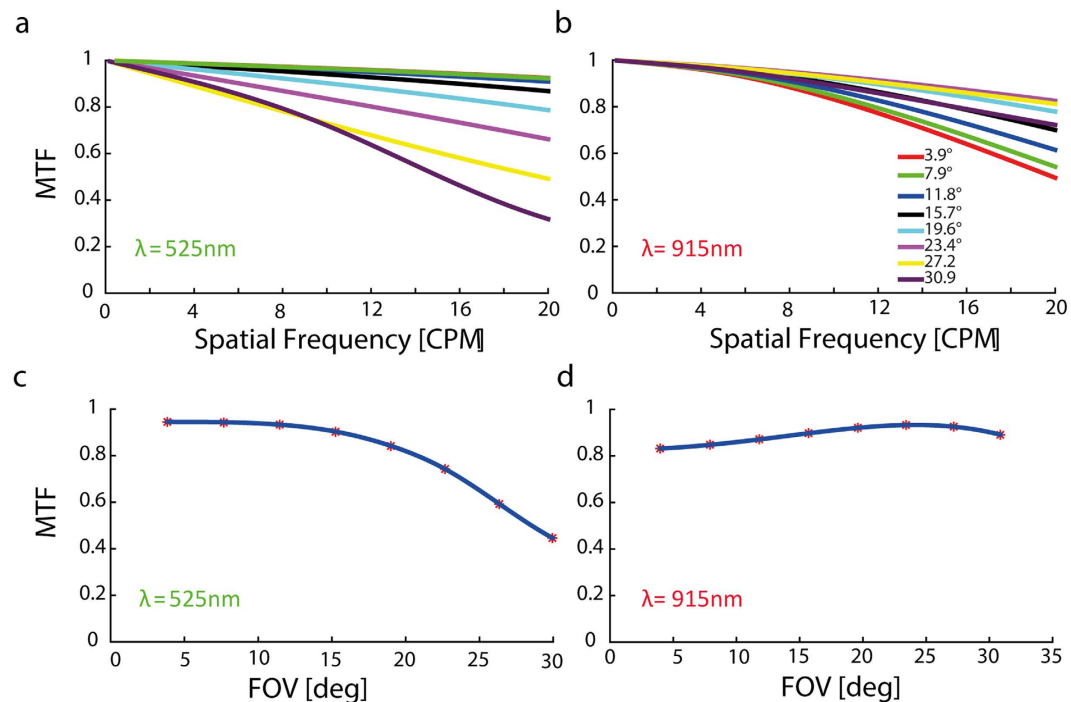 a
MTF
1
0.8
0.6
0.4
0.2
0
λ = 525nm
0 4 8 12 16 20
Spatial Frequency [CPM]
b
1
0.8
0.6
0.4
0.2
0
3.9°
7.9°
11.8°
15.7°
19.6°
23.4°
27.2
30.9
λ = 915nm
0 4 8 12 16 20
Spatial Frequency [CPM]
c
MTF
1
0.8
0.6
0.4
0.2
0
λ = 525nm
0 5 10 15 20 25 30
FOV [deg]
d
1
0.8
0.6
0.4
0.2
0
λ= 915nm
0 5 10 15 20 25 30 35
FOV [deg]